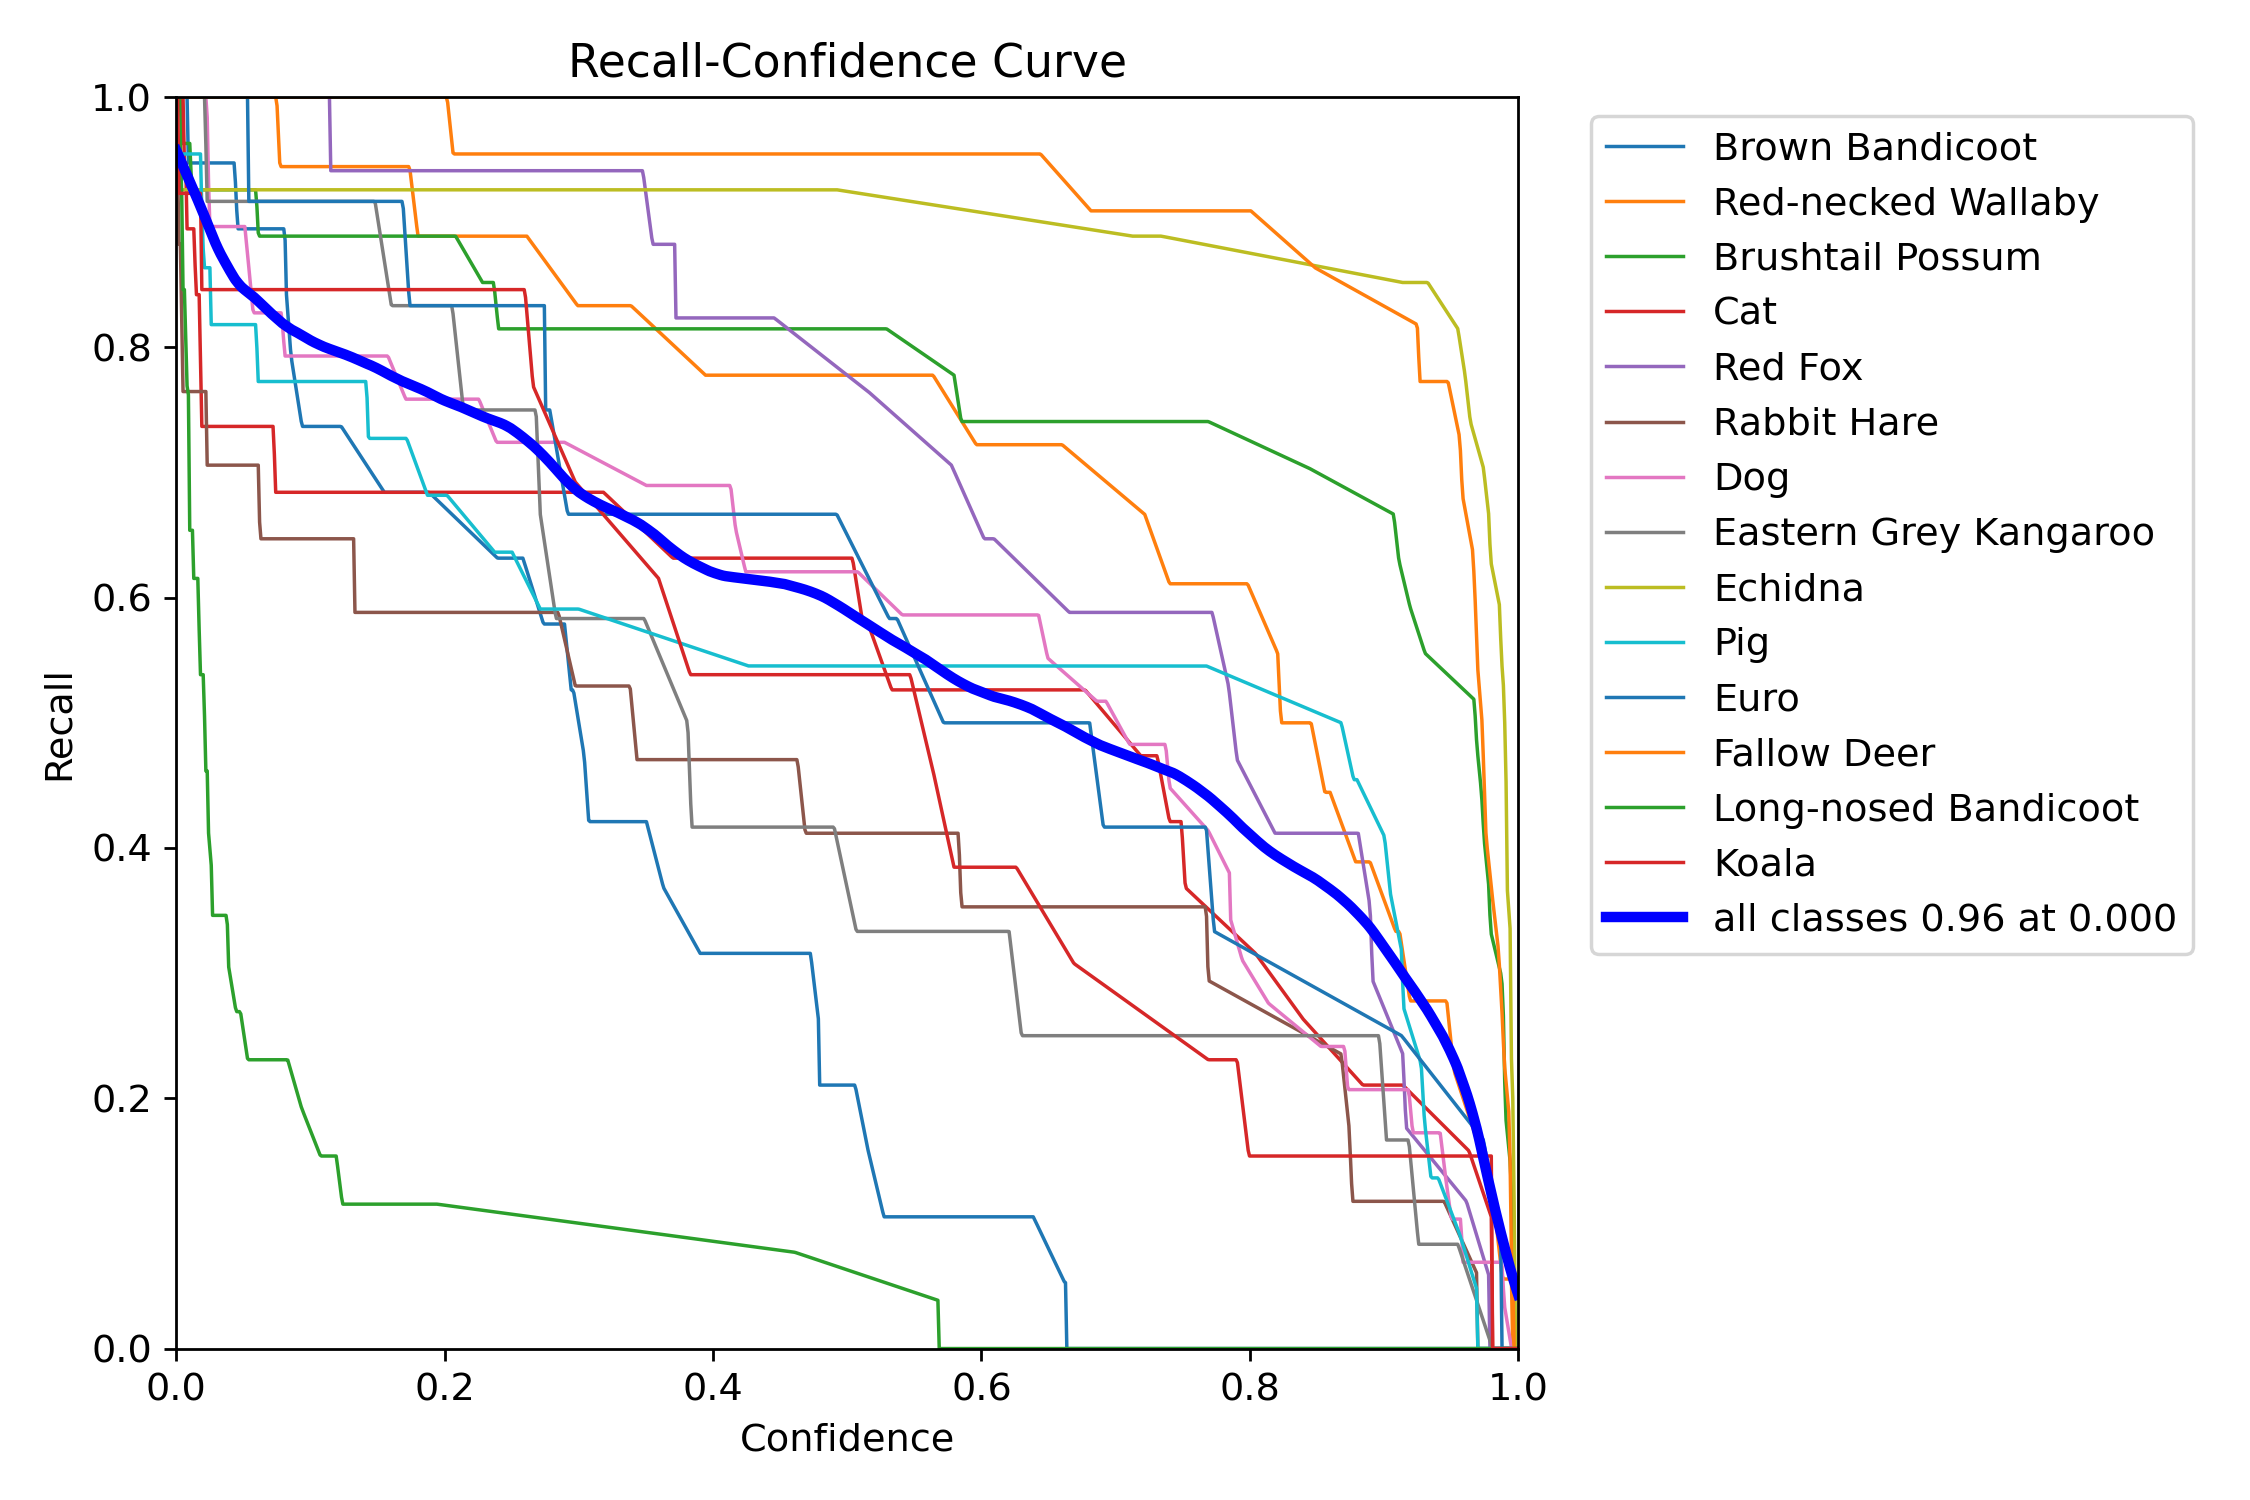 Recall-Confidence Curve
1.0
0.8
0.6
0.4
0.2
0.0
Recall
0.0 0.2 0.4 0.6 0.8 1.0
Confidence
Brown Bandicoot
Red-necked Wallaby
Brushtail Possum
Cat
Red Fox
Rabbit Hare
Dog
Eastern Grey Kangaroo
Echidna
Pig
Euro
Fallow Deer
Long-nosed Bandicoot
Koala
all classes 0.96 at 0.000